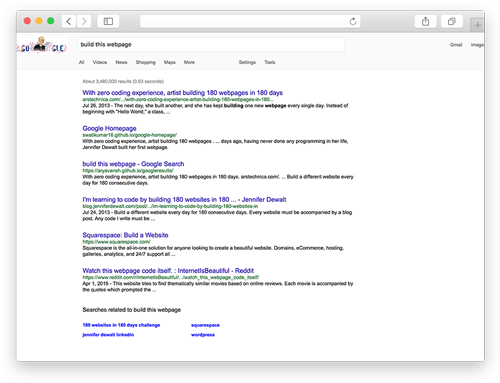 GOOGLE
build this webpage
Gmail Image
All Videos News Shopping Maps More Settings Tools
About 3,480,000 results (0.63 seconds)
With zero coding experience, artist building 180 webpages in 180 days
arstechnica.com/.../with-zero-coding-experience-artist-building-180-webpages-in-180...
Jul 26, 2013 - The next day, she built another, and she has kept building one new webpage every single day. Instead of
beginning with "Hello World," a class, ...
Google Homepage
swatikumar16.github.io/google-homepage/
With zero coding experience, artist building 180 webpages . ... days ago, having never done any programming in her life,
Jennifer Dewalt built her first webpage.
build this webpage - Google Search
https://aryavansh.github.io/googleresults/
With zero coding experience, artist building 180 webpages in 180 days. arstechnica.com/. ... Build a different website every
day for 180 consecutive days.
I'm learning to code by building 180 websites in 180 ... - Jennifer Dewalt
blog.jenniferdewalt.com/post/.../im-learning-to-code-by-building-180-websites-in
Jul 24, 2013 - Build a different website every day for 180 consecutive days. Every website must be accompanied by a blog
post. Any code I write must be ...
Squarespace: Build a Website
https://www.squarespace.com/
Squarespace is the all-in-one solution for anyone looking to create a beautiful website. Domains, eCommerce, hosting,
galleries, analytics, and 24/7 support all ...
Watch this webpage code itself. : InternetIsBeautiful - Reddit
https://www.reddit.com/r/InternetIsBeautiful/.../watch_this_webpage_code_itself/
Apr 1, 2015 - This website tries to find thematically similar movies based on online reviews. Each movie is accompanied by
the quotes which prompted the ...
Searches related to build this webpage
180 websites in 180 days challenge squarespace
jennifer dewalt linkedin wordpress